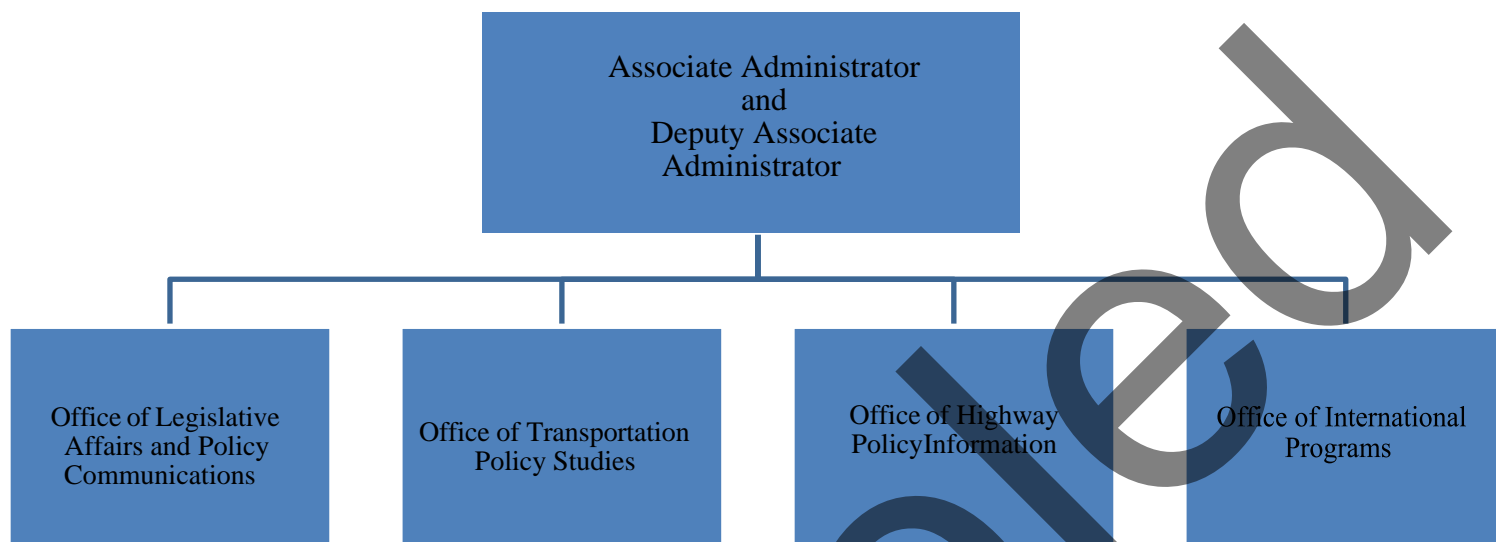 Associate Administrator
and
Deputy Associate
Administrator
Office of Legislative
Affairs and Policy
Communications
Office of Transportation
Policy Studies
Office of Highway
PolicyInformation
Office of International
Programs